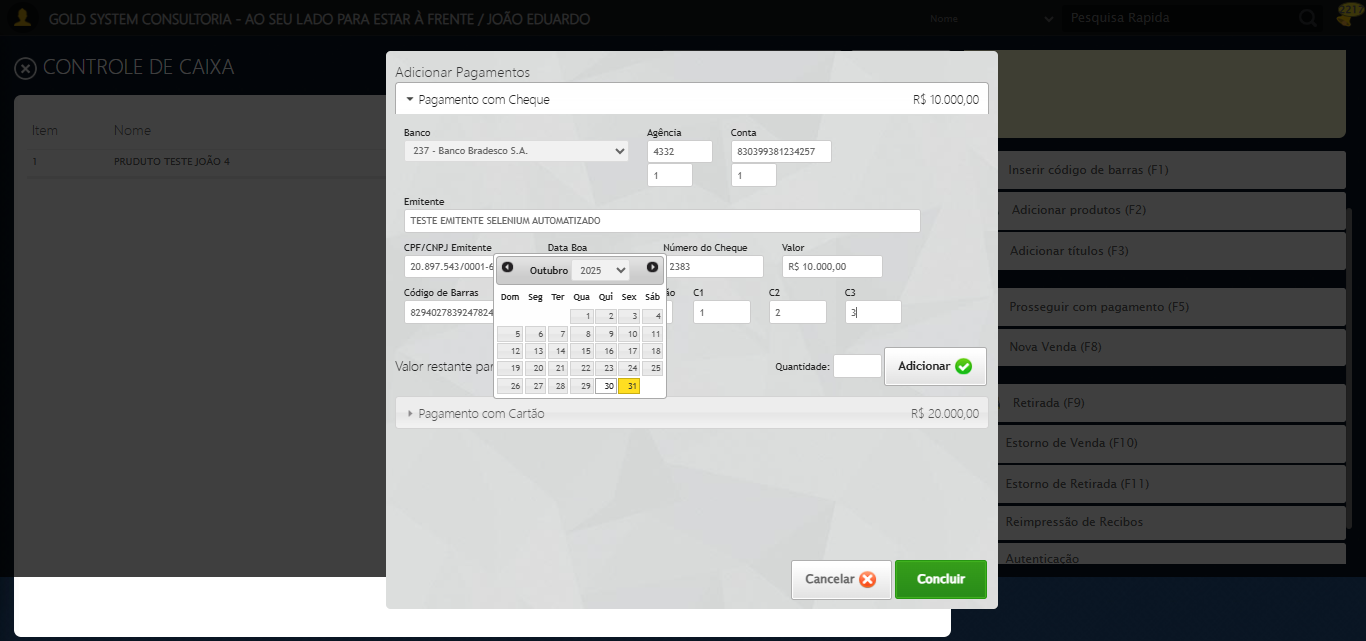 GOLD SYSTEM CONSULTORIA - AO SEU LADO PARA ESTAR À FRENTE / JOÃO EDUARDO
Nome
Pesquisa Rapida
CONTROLE DE CAIXA
Item Nome
1 PRUDUTO TESTE JOÃO 4
Adicionar Pagamentos
Pagamento com Cheque R$ 10.000,00
Banco Agência Conta
237 - Banco Bradesco S.A. 4332 830399381234257
1 1
Emitente
TESTE EMITENTE SELENIUM AUTOMATIZADO
CPF/CNPJ Emitente Data Boa Número do Cheque Valor
20.897.543/0001-6 2383 R$ 10.000,00
Código de Barras ão C1 C2 C3
8294027839247824 1 2 3
Outubro 2025
Dom Seg Ter Qua Qui Sex Sáb
1 2 3 4
5 6 7 8 9 10 11
12 13 14 15 16 17 18
19 20 21 22 23 24 25
26 27 28 29 30 31
Valor restante par
Quantidade:
Adicionar
Pagamento com Cartão R$ 20.000,00
Cancelar
Concluir
Inserir código de barras (F1)
Adicionar produtos (F2)
Adicionar títulos (F3)
Prosseguir com pagamento (F5)
Nova Venda (F8)
Retirada (F9)
Estorno de Venda (F10)
Estorno de Retirada (F11)
Reimpressão de Recibos
Autenticação